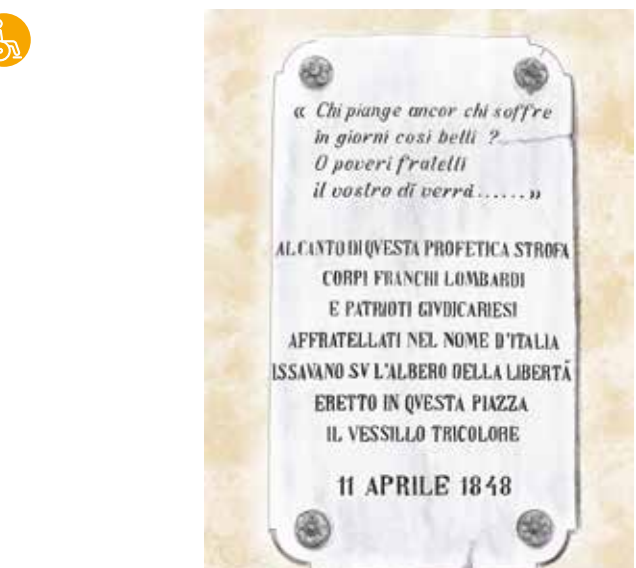 « Chi piange ancor chi soffre
in giorni così belli ?
O poveri fratelli
il vostro dì verrà...... »
AL CANTO DI QVESTA PROFETICA STROFA
CORPI FRANCHI LOMBARDI
E PATRIOTI GIVDICARIESI
AFFRATELLATI NEL NOME D'ITALIA
ISSAVANO SV L'ALBERO DELLA LIBERTÀ
ERETTO IN QVESTA PIAZZA
IL VESSILLO TRICOLORE
11 APRILE 1848